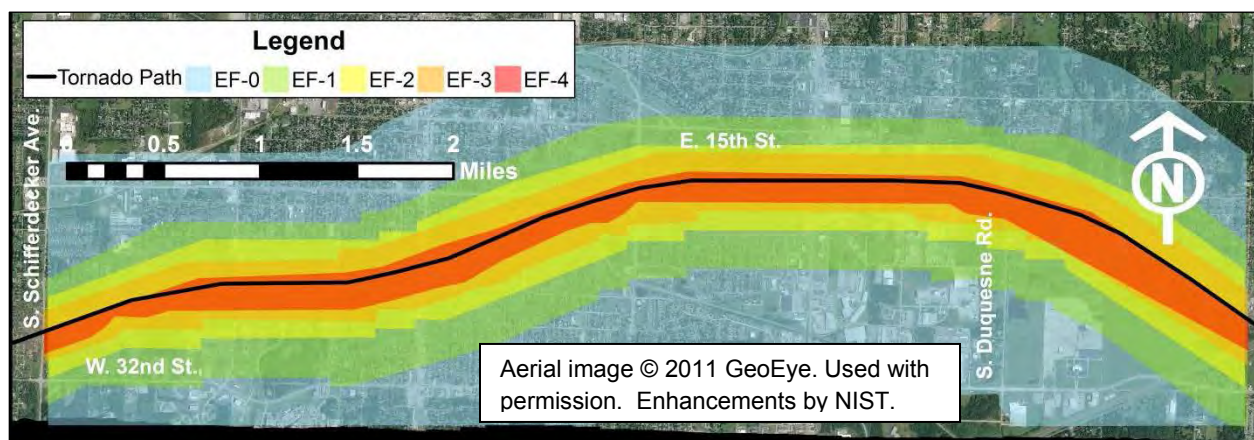 Legend
Tornado Path EF-0 EF-1 EF-2 EF-3 EF-4
S. Schifferdecker Ave.
0 0.5 1 1.5 2
Miles
E. 15th St.
N
S. Duquesne Rd.
W. 32nd St.
Aerial image © 2011 GeoEye. Used with
permission. Enhancements by NIST.